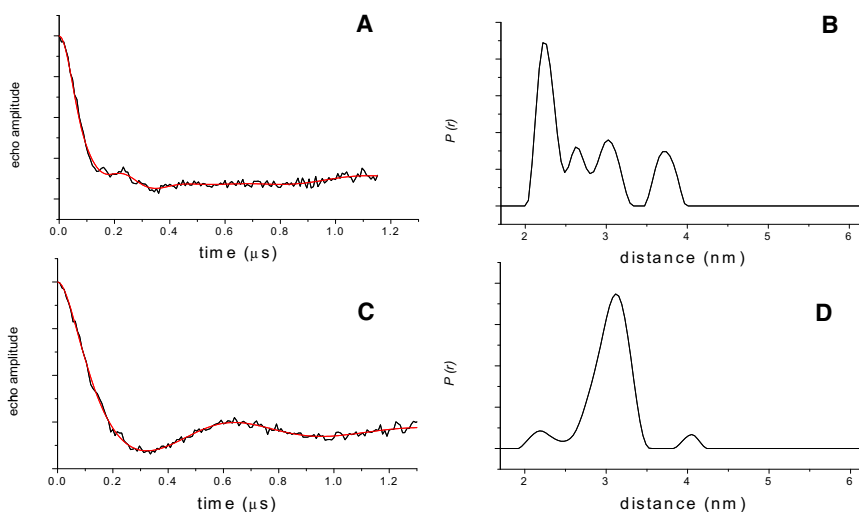 A
echo amplitude
0.0 0.2 0.4 0.6 0.8 1.0 1.2
time (μs)
B
P (r)
2 3 4 5 6
distance (nm)
C
echo amplitude
0.0 0.2 0.4 0.6 0.8 1.0 1.2
time (μs)
D
P (r)
2 3 4 5 6
distance (nm)